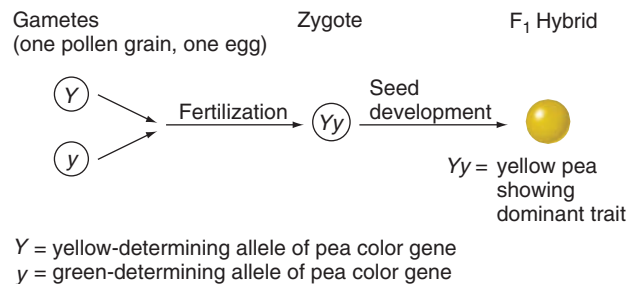 Gametes
(one pollen grain, one egg)
Zygote
F1 Hybrid
Y
y
Fertilization
Yy
Seed
development
Yy = yellow pea
showing
dominant trait
Y = yellow-determining allele of pea color gene
y = green-determining allele of pea color gene